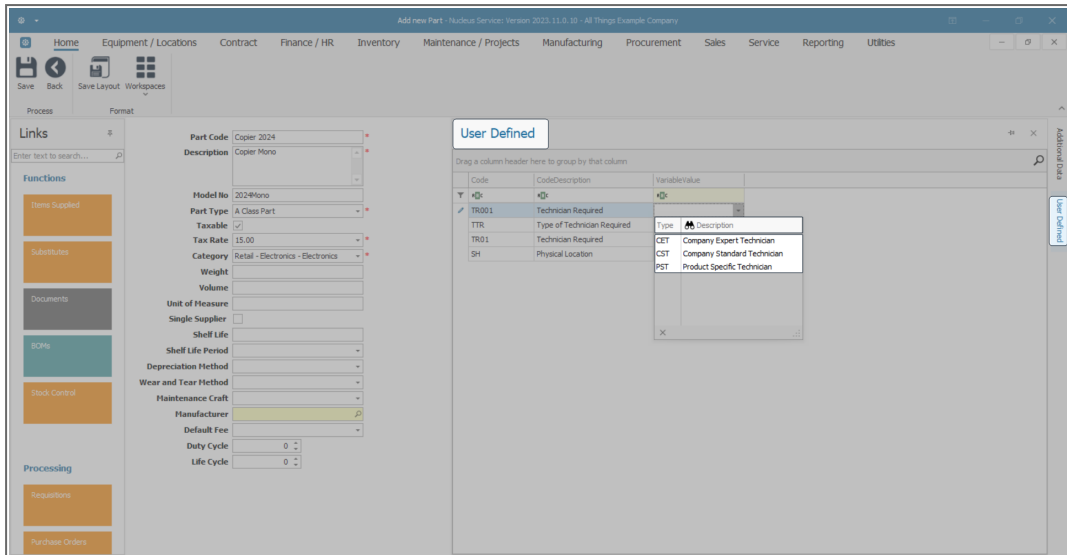 Add new Part - Nucleus Service: Version 2023.11.0.10 - All Things Example Company
Home Equipment / Locations Contract Finance / HR Inventory Maintenance / Projects Manufacturing Procurement Sales Service Reporting Utilities
Save Back Save Layout Workspaces
Process Format
Links
Enter text to search...
Functions
Items Supplied
Substitutes
Documents
BOMs
Stock Control
Processing
Requisitions
Purchase Orders
Part Code Copier 2024 *
Description Copier Mono *
Model No 2024Mono
Part Type A Class Part *
Taxable
Tax Rate 15.00 *
Category Retail - Electronics - Electronics *
Weight
Volume
Unit of Measure
Single Supplier
Shelf Life
Shelf Life Period
Depreciation Method
Wear and Tear Method
Maintenance Craft
Manufacturer
Default Fee
Duty Cycle 0
Life Cycle 0
User Defined
Drag a column header here to group by that column
Code CodeDescription VariableValue
TR001 Technician Required
TTR Type of Technician Required
TR01 Technician Required
SH Physical Location
Type Description
CET Company Expert Technician
CST Company Standard Technician
PST Product Specific Technician
Additional Data
User Defined